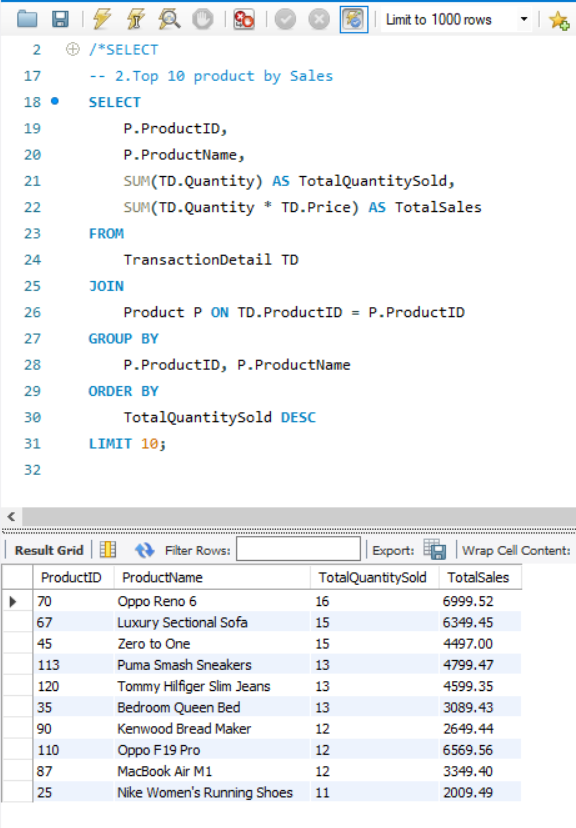 Limit to 1000 rows
2 /*SELECT
17 -- 2.Top 10 product by Sales
18 SELECT
19 P.ProductID,
20 P.ProductName,
21 SUM(TD.Quantity) AS TotalQuantitySold,
22 SUM(TD.Quantity * TD.Price) AS TotalSales
23 FROM
24 TransactionDetail TD
25 JOIN
26 Product P ON TD.ProductID = P.ProductID
27 GROUP BY
28 P.ProductID, P.ProductName
29 ORDER BY
30 TotalQuantitySold DESC
31 LIMIT 10;
32
Result Grid Filter Rows: Export: Wrap Cell Content:
ProductID ProductName TotalQuantitySold TotalSales
70 Oppo Reno 6 16 6999.52
67 Luxury Sectional Sofa 15 6349.45
45 Zero to One 15 4497.00
113 Puma Smash Sneakers 13 4799.47
120 Tommy Hilfiger Slim Jeans 13 4599.35
35 Bedroom Queen Bed 13 3089.43
90 Kenwood Bread Maker 12 2649.44
110 Oppo F19 Pro 12 6569.56
87 MacBook Air M1 12 3349.40
25 Nike Women's Running Shoes 11 2009.49